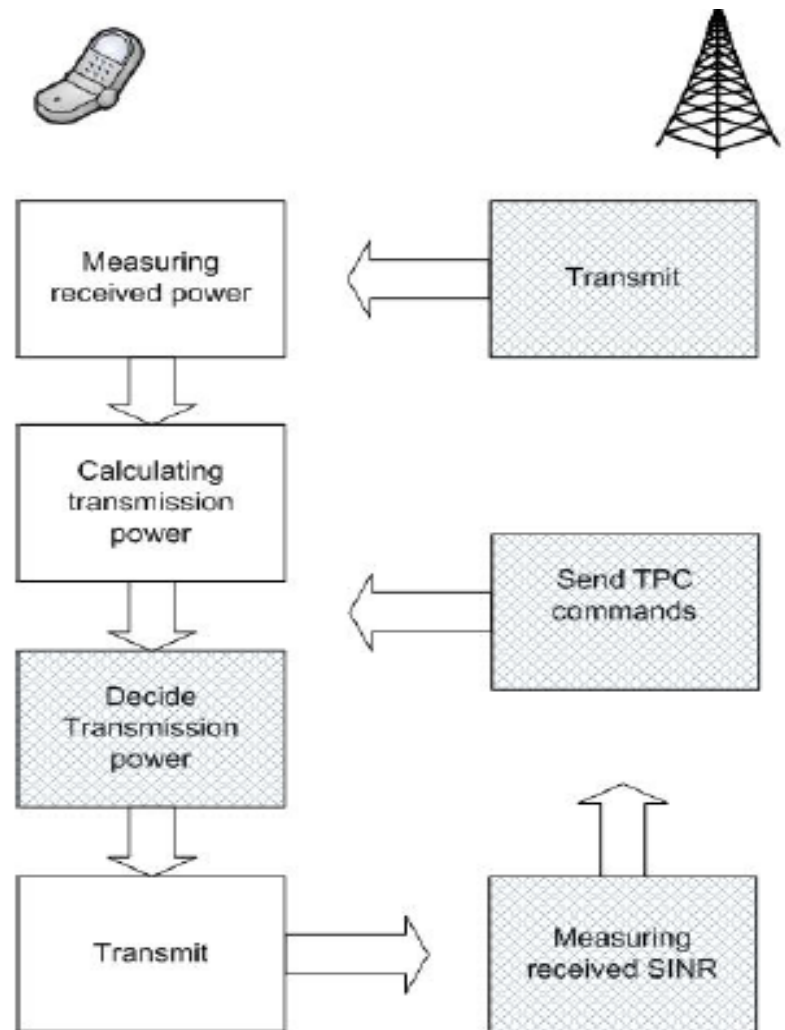 Measuring
received power
Transmit
Calculating
transmission
power
Send TPC
commands
Decide
Transmission
power
Transmit
Measuring
received SINR